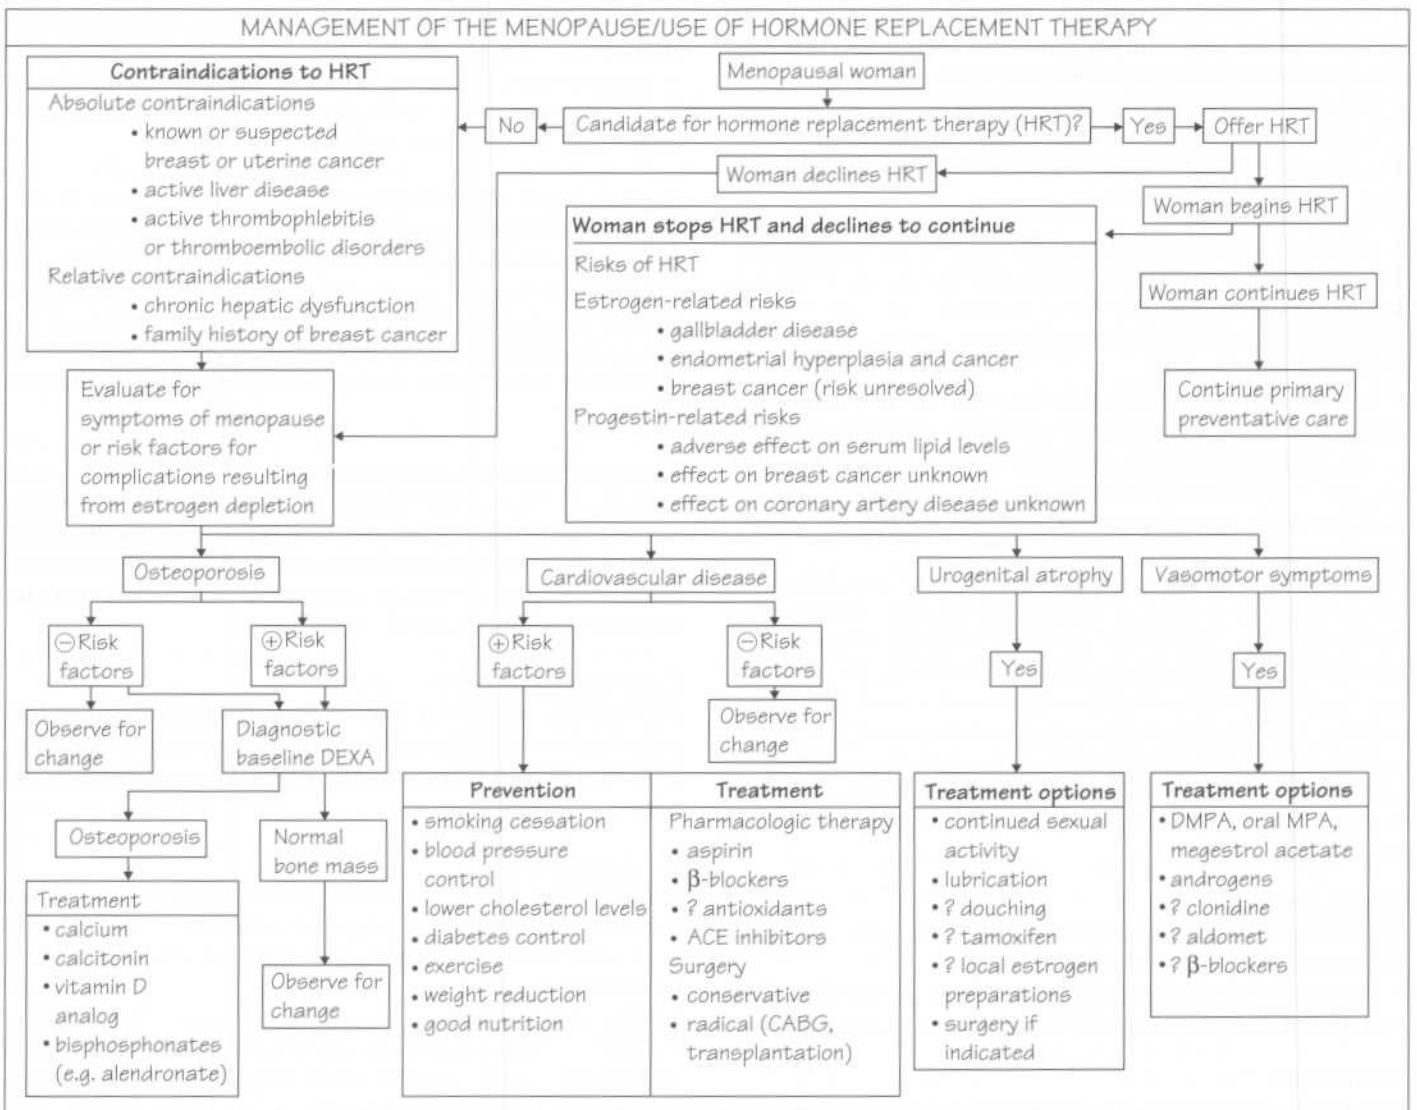 MANAGEMENT OF THE MENOPAUSE/USE OF HORMONE REPLACEMENT THERAPY
Contraindications to HRT
Absolute contraindications
• known or suspected
breast or uterine cancer
• active liver disease
• active thrombophlebitis
or thromboembolic disorders
Relative contraindications
• chronic hepatic dysfunction
• family history of breast cancer
Menopausal woman
No
Candidate for hormone replacement therapy (HRT)?
Yes
Offer HRT
Woman declines HRT
Woman begins HRT
Woman stops HRT and declines to continue
Risks of HRT
Estrogen-related risks
• gallbladder disease
• endometrial hyperplasia and cancer
• breast cancer (risk unresolved)
Progestin-related risks
• adverse effect on serum lipid levels
• effect on breast cancer unknown
• effect on coronary artery disease unknown
Woman continues HRT
Continue primary
preventative care
Evaluate for
symptoms of menopause
or risk factors for
complications resulting
from estrogen depletion
Osteoporosis
Cardiovascular disease
Urogenital atrophy
Vasomotor symptoms
⊖ Risk
factors
⊕ Risk
factors
⊕ Risk
factors
⊖ Risk
factors
Yes
Yes
Observe for
change
Diagnostic
baseline DEXA
Observe for
change
Osteoporosis
Normal
bone mass
Treatment
• calcium
• calcitonin
• vitamin D
analog
• bisphosphonates
(e.g. alendronate)
Observe for
change
Prevention
• smoking cessation
• blood pressure
control
• lower cholesterol levels
• diabetes control
• exercise
• weight reduction
• good nutrition
Treatment
Pharmacologic therapy
• aspirin
• β-blockers
• ? antioxidants
• ACE inhibitors
Surgery
• conservative
• radical (CABG,
transplantation)
Treatment options
• continued sexual
activity
• lubrication
• ? douching
• ? tamoxifen
• ? local estrogen
preparations
• surgery if
indicated
Treatment options
• DMPA, oral MPA,
megestrol acetate
• androgens
• ? clonidine
• ? aldomet
• ? β-blockers